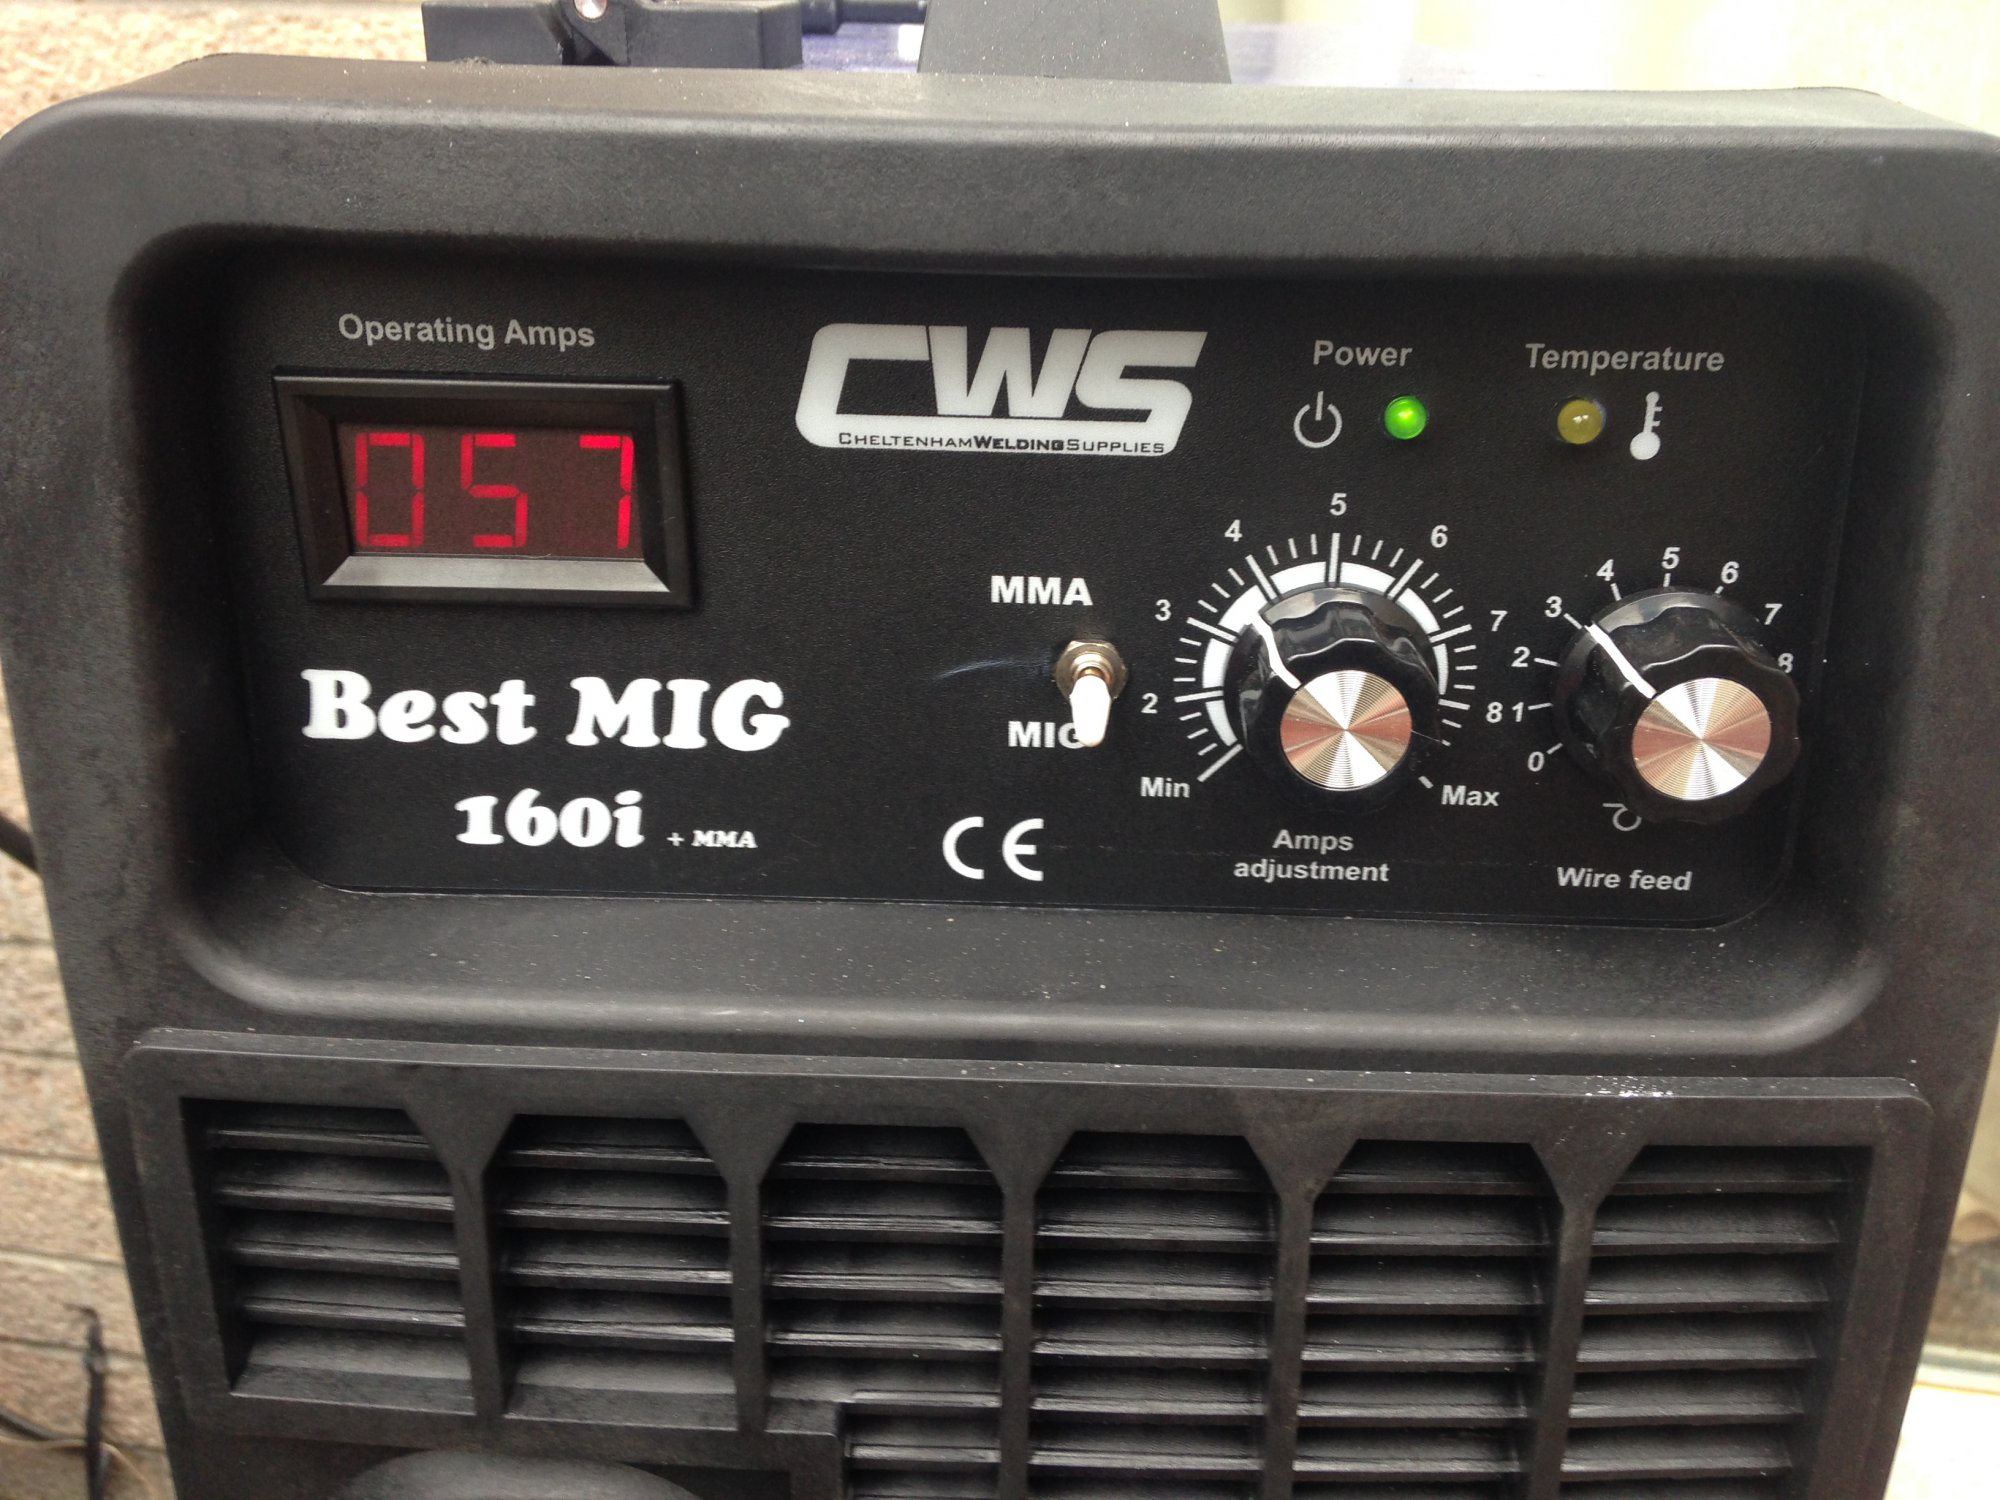 Operating Amps
057
CWS
CHELTENHAMWELDINGSUPPLIES
Power
Temperature
Best MIG
160i + MMA
MMA
MIG
CE
Min 2 3 4 5 6 7 8 Max
Amps
adjustment
0 1 2 3 4 5 6 7 8
Wire feed